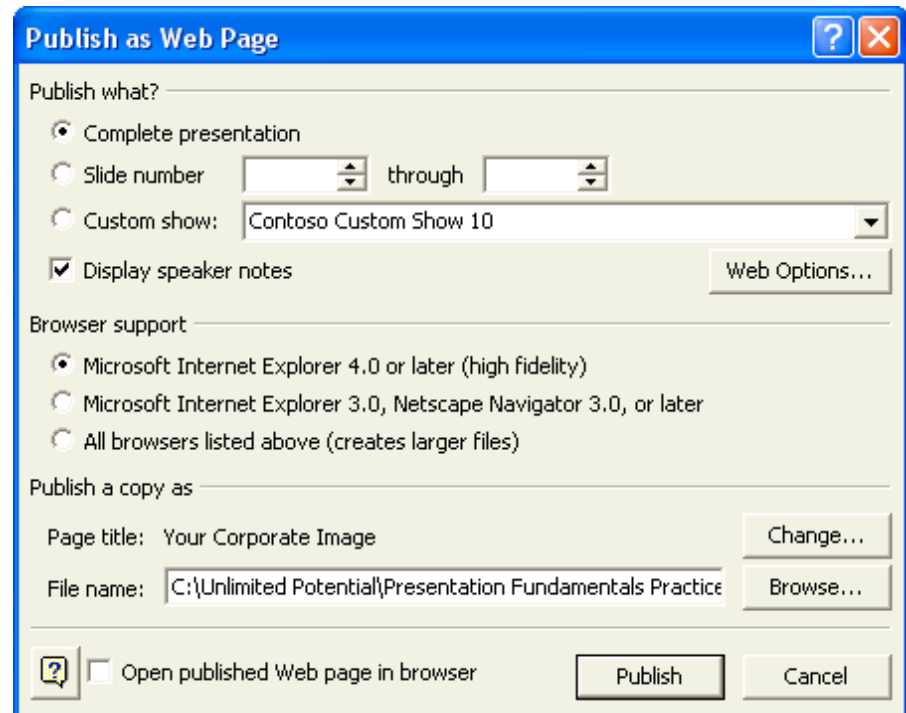 Publish as Web Page
Publish what?
Complete presentation
Slide number through
Custom show: Contoso Custom Show 10
Display speaker notes Web Options...
Browser support
Microsoft Internet Explorer 4.0 or later (high fidelity)
Microsoft Internet Explorer 3.0, Netscape Navigator 3.0, or later
All browsers listed above (creates larger files)
Publish a copy as
Page title: Your Corporate Image Change...
File name: C:\Unlimited Potential\Presentation Fundamentals Practice Browse...
Open published Web page in browser Publish Cancel